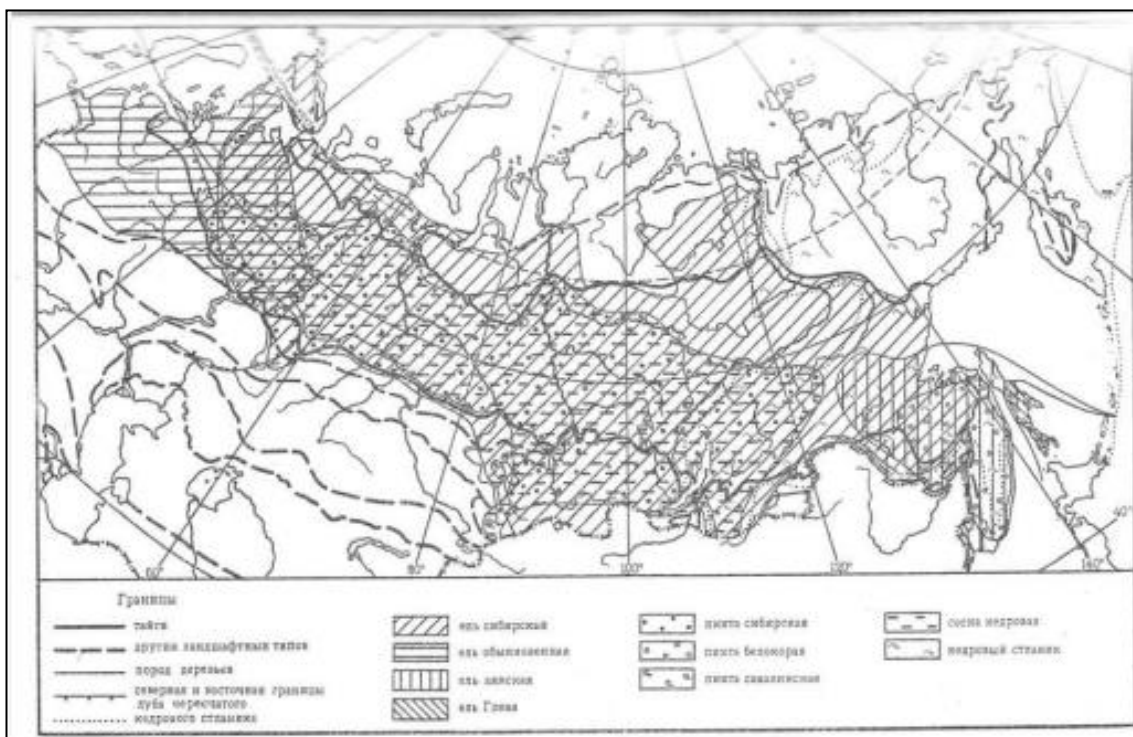 60°
80°
100°
120°
140°
40°
Границы
тайги
других ландшафтных типов
пород деревьев
северная и восточная границы
дуба чересчатого
кедрового стланика
ель сибирская
ель обыкновенная
ель аянская
ель Глена
пихта сибирская
пихта белокорая
пихта сахалинская
сосна кедровая
кедровый стланик